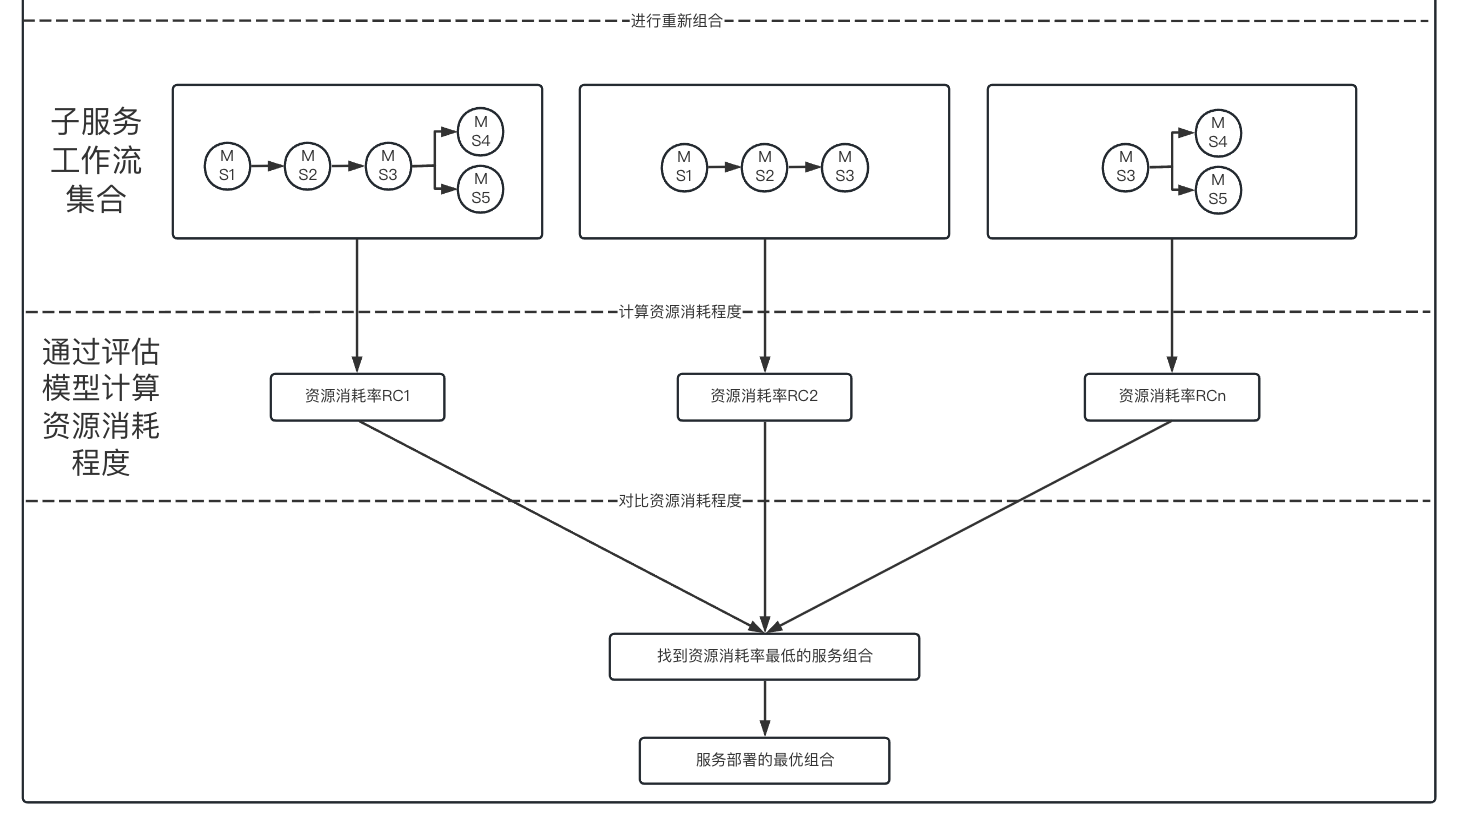 进行重新组合
子服务
工作流
集合
M
S1
M
S2
M
S3
M
S4
M
S5
M
S1
M
S2
M
S3
M
S3
M
S4
M
S5
计算资源消耗程度
通过评估
模型计算
资源消耗
程度
资源消耗率RC1
资源消耗率RC2
资源消耗率RCn
对比资源消耗程度
找到资源消耗率最低的服务组合
服务部署的最优组合